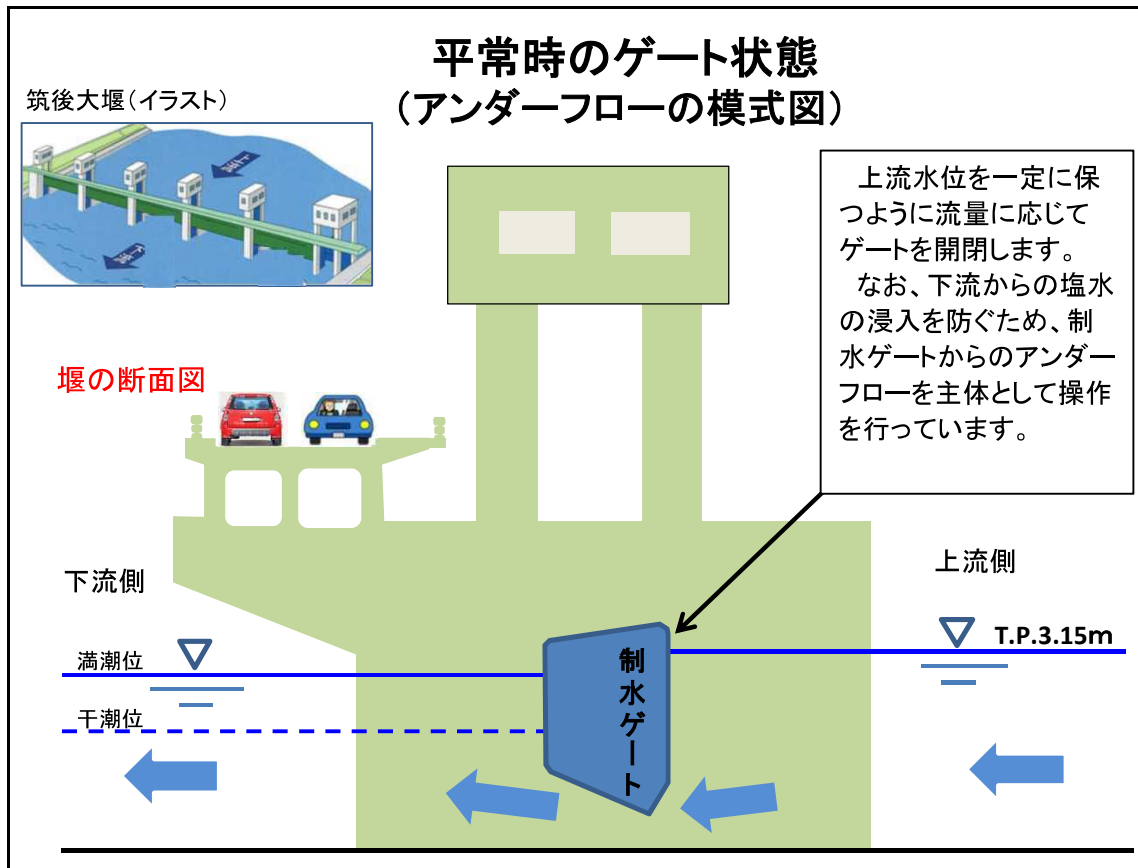 平常時のゲート状態
（アンダーフローの模式図）
筑後大堰（イラスト）
上流水位を一定に保
つように流量に応じて
ゲートを開閉します。
なお、下流からの塩水
の浸入を防ぐため、制
水ゲートからのアンダー
フローを主体として操作
を行っています。
堰の断面図
下流側
上流側
T.P.3.15m
満潮位
干潮位
制水ゲート